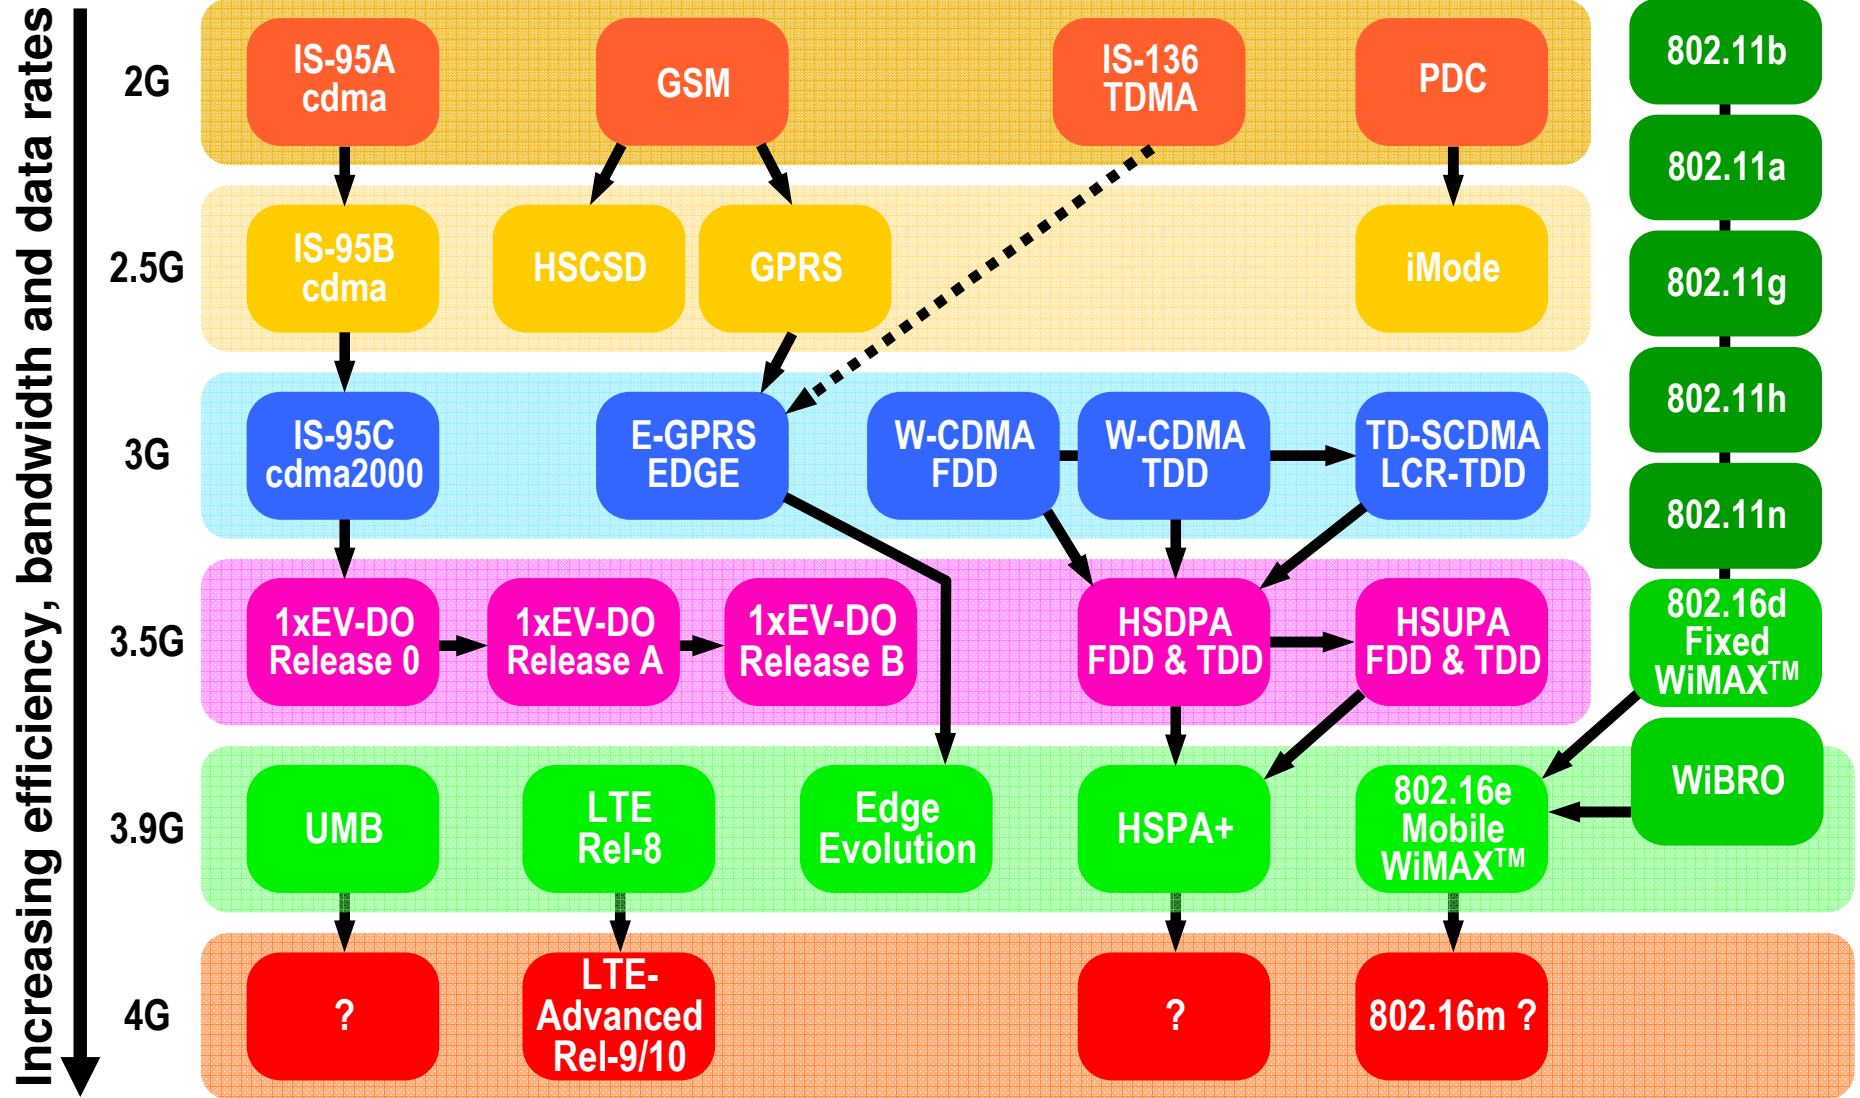 Increasing efficiency, bandwidth and data rates
2G
IS-95A
cdma
GSM
IS-136
TDMA
PDC
2.5G
IS-95B
cdma
HSCSD
GPRS
iMode
3G
IS-95C
cdma2000
E-GPRS
EDGE
W-CDMA
FDD
W-CDMA
TDD
TD-SCDMA
LCR-TDD
3.5G
1xEV-DO
Release 0
1xEV-DO
Release A
1xEV-DO
Release B
HSDPA
FDD & TDD
HSUPA
FDD & TDD
3.9G
UMB
LTE
Rel-8
Edge
Evolution
HSPA+
802.16e
Mobile
WiMAX™
4G
?
LTE-
Advanced
Rel-9/10
?
802.16m ?
802.11b
802.11a
802.11g
802.11h
802.11n
802.16d
Fixed
WiMAX™
WiBRO